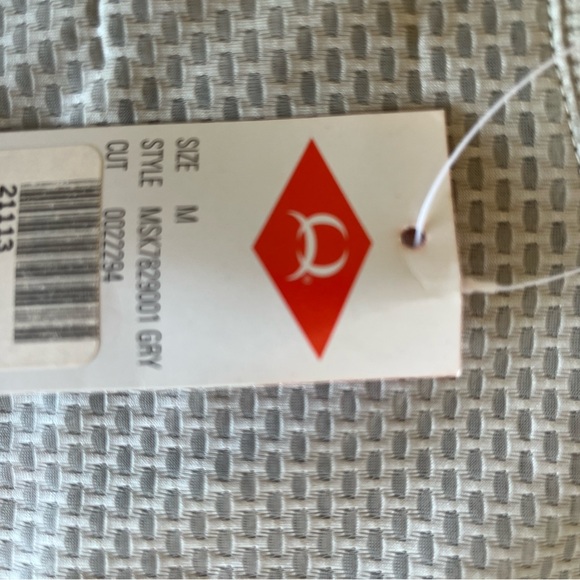 SIZE M
STYLE MSK7829001 GRY
CUT 0022294
21113